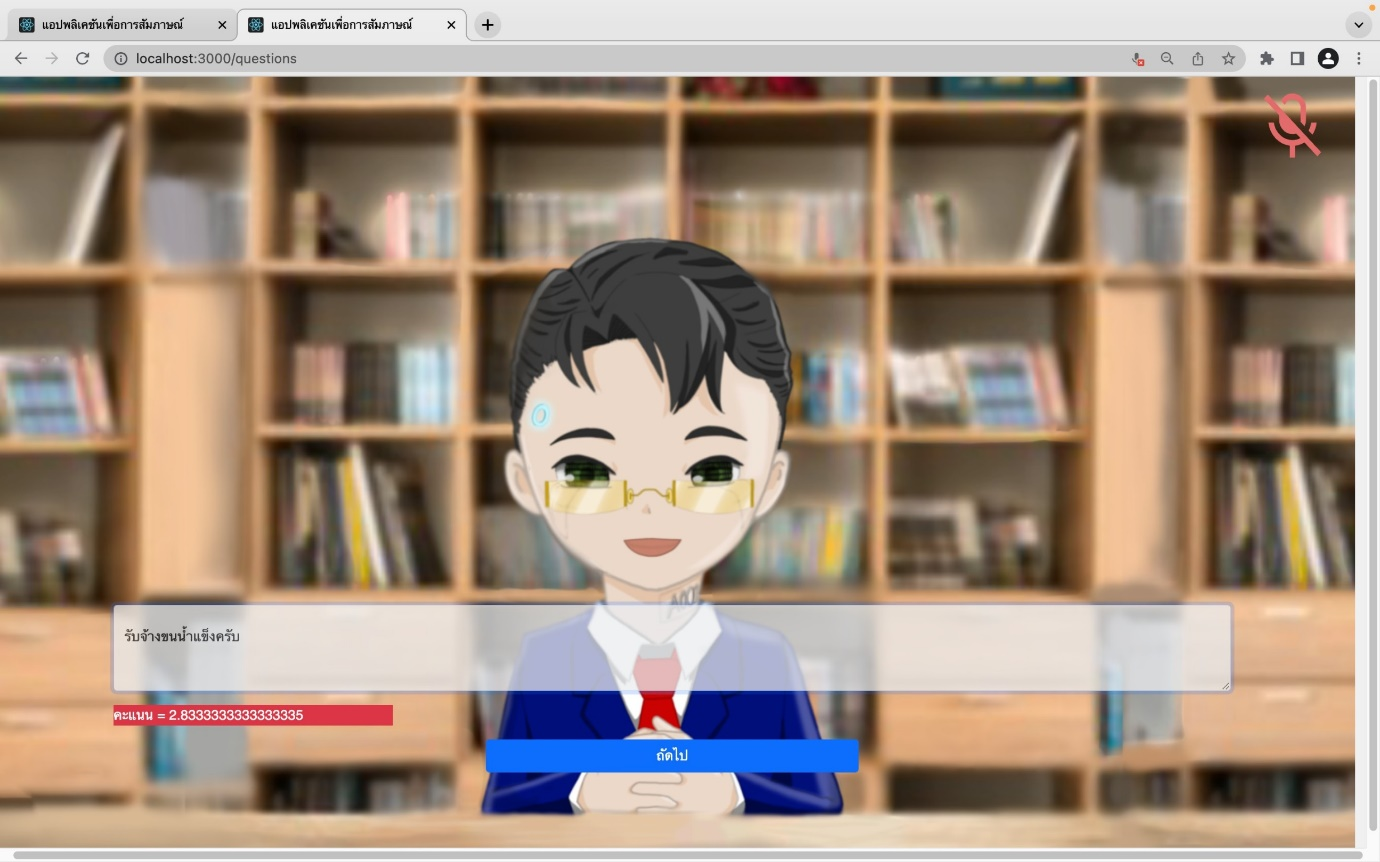 แอปพลิเคชันเพื่อการสัมภาษณ์
แอปพลิเคชันเพื่อการสัมภาษณ์
localhost:3000/questions
รับจ้างขนน้ำแข็งครับ
คะแนน = 2.8333333333333335
ถัดไป